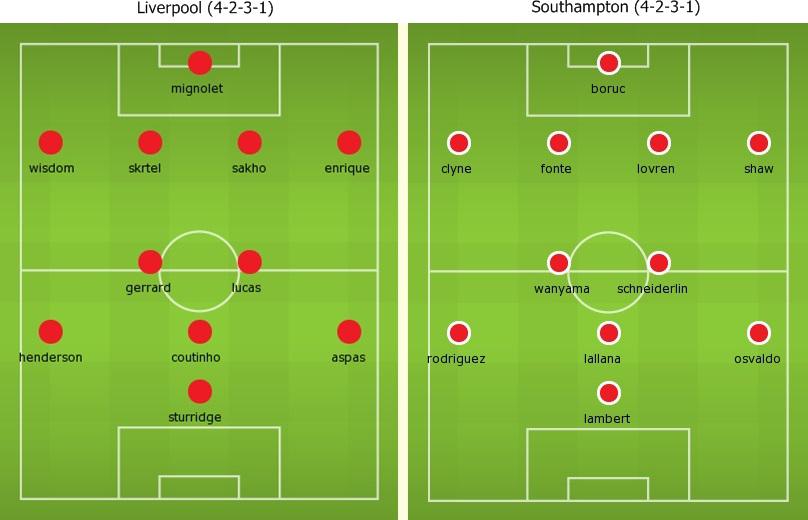 Liverpool (4-2-3-1)
mignolet
wisdom skrtel sakho enrique
gerrard lucas
henderson coutinho aspas
sturridge
Southampton (4-2-3-1)
boruc
clyne fonte lovren shaw
wanyama schneiderlin
rodriguez lallana osvaldo
lambert